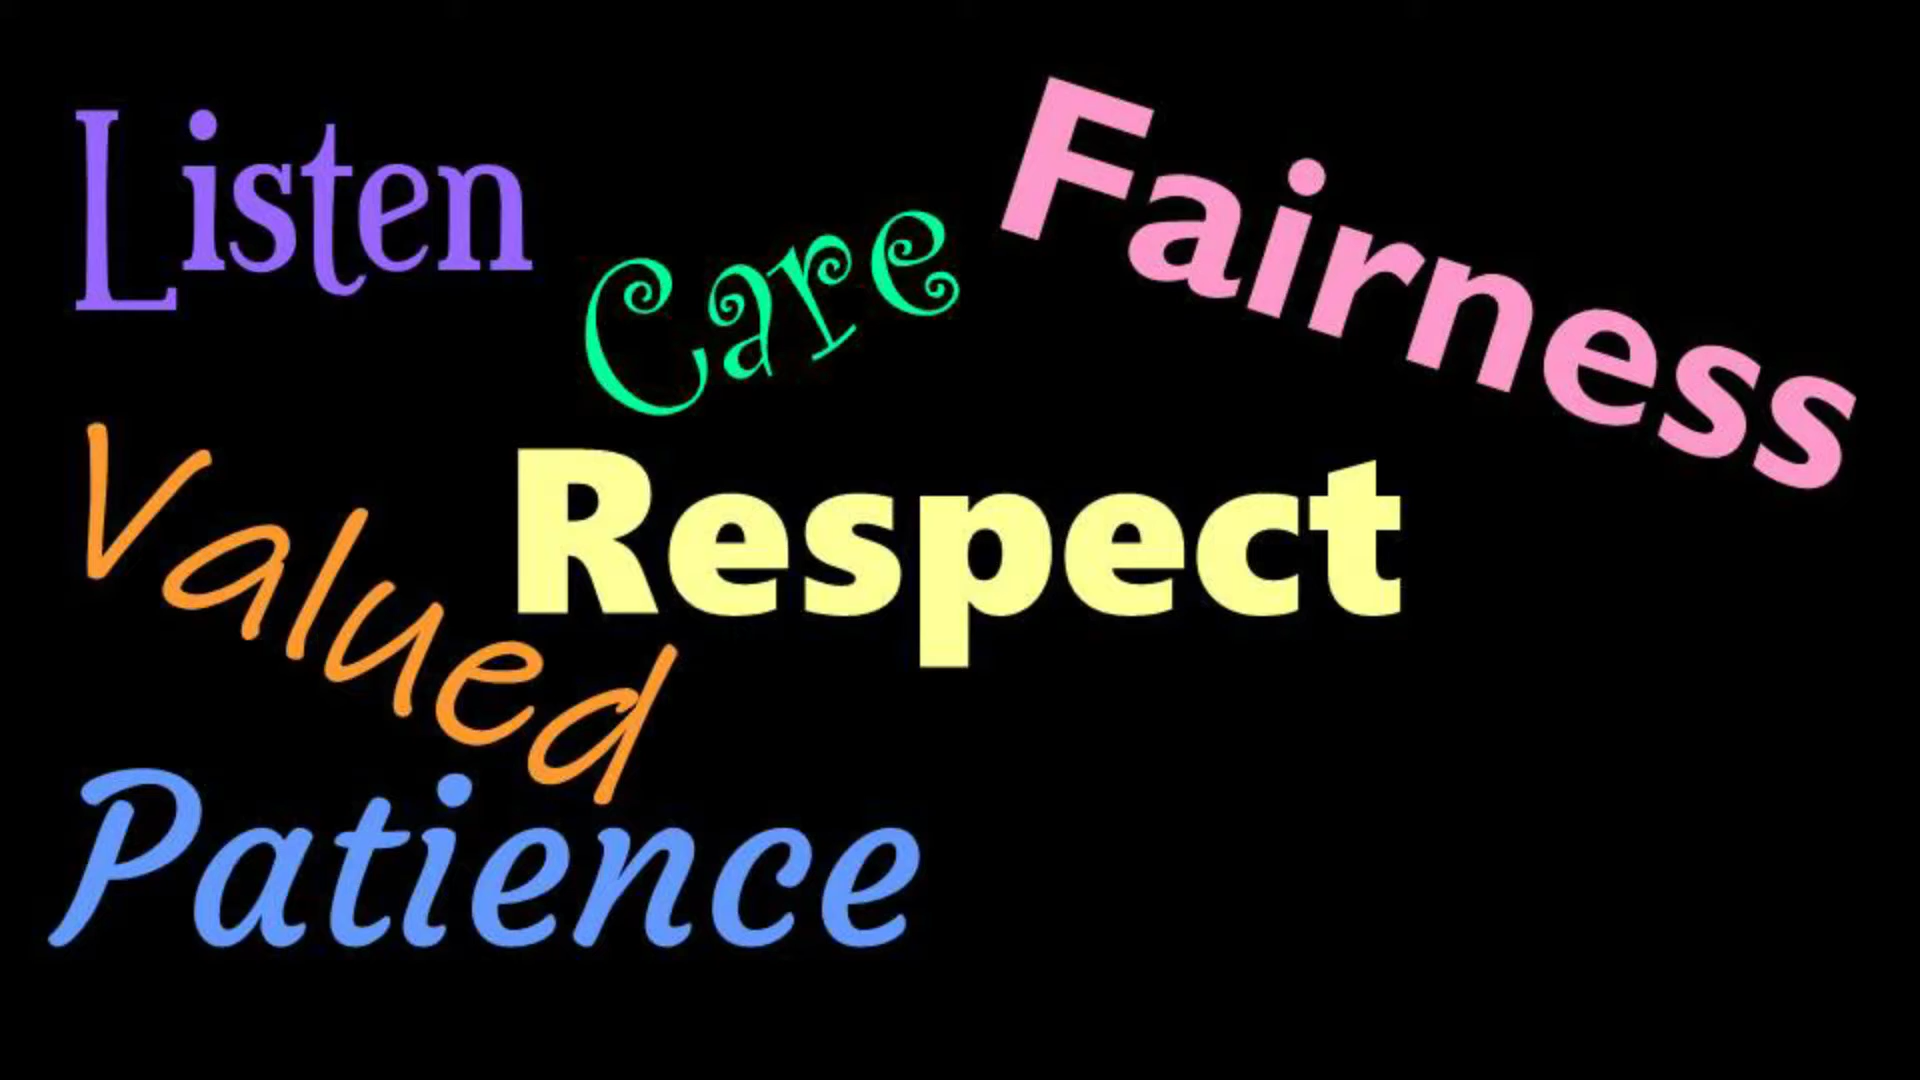 Listen
Care
Fairness
Valued
Respect
Patience